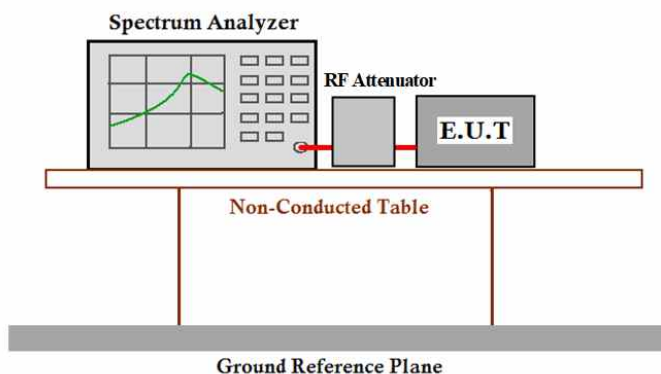 Spectrum Analyzer
RF Attenuator
E.U.T
Non-Conducted Table
Ground Reference Plane